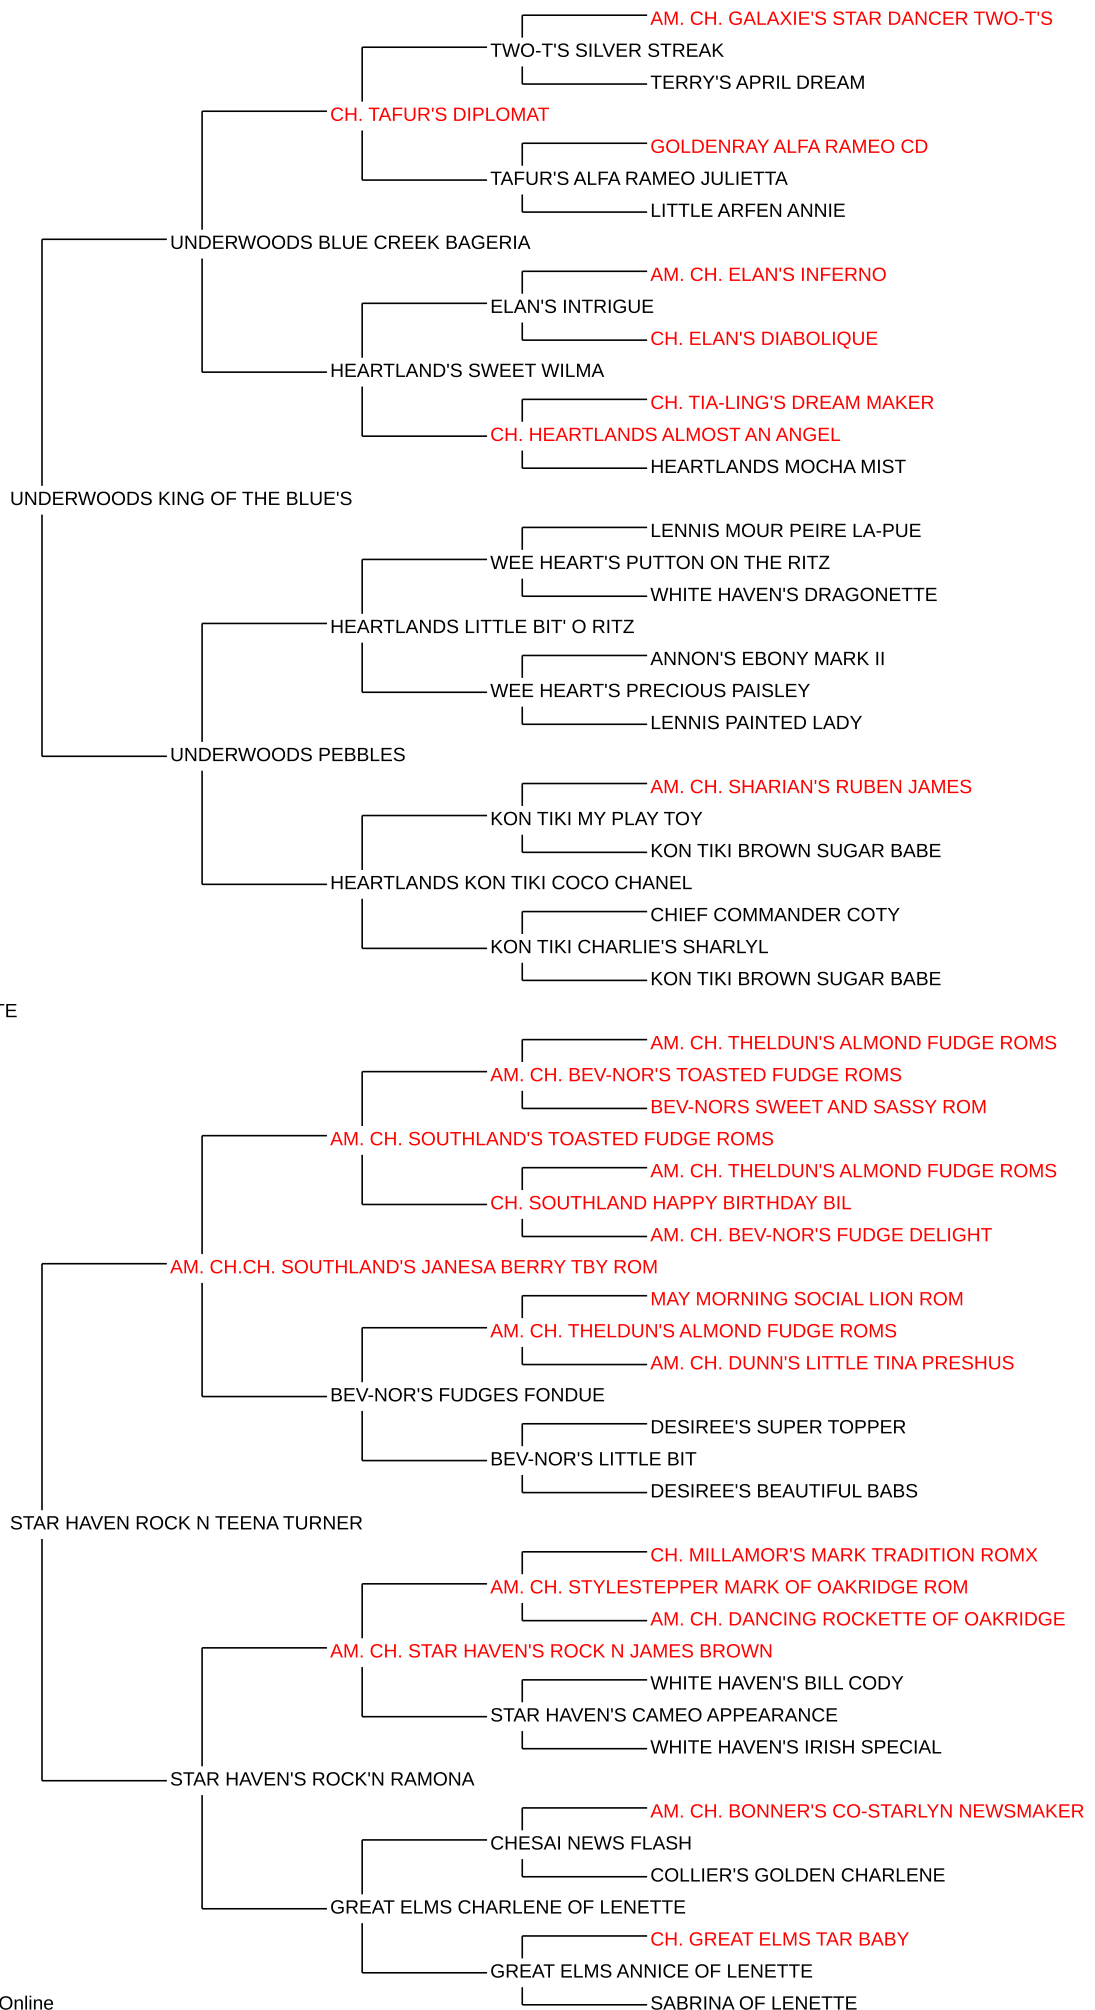 AM. CH. GALAXIE'S STAR DANCER TWO-T'S
TWO-T'S SILVER STREAK
TERRY'S APRIL DREAM
CH. TAFUR'S DIPLOMAT
GOLDENRAY ALFA RAMEO CD
TAFUR'S ALFA RAMEO JULIETTA
LITTLE ARFEN ANNIE
UNDERWOODS BLUE CREEK BAGERIA
AM. CH. ELAN'S INFERNO
ELAN'S INTRIGUE
CH. ELAN'S DIABOLIQUE
HEARTLAND'S SWEET WILMA
CH. TIA-LING'S DREAM MAKER
CH. HEARTLANDS ALMOST AN ANGEL
HEARTLANDS MOCHA MIST
UNDERWOODS KING OF THE BLUE'S
LENNIS MOUR PEIRE LA-PUE
WEE HEART'S PUTTON ON THE RITZ
WHITE HAVEN'S DRAGONETTE
HEARTLANDS LITTLE BIT' O RITZ
ANNON'S EBONY MARK II
WEE HEART'S PRECIOUS PAISLEY
LENNIS PAINTED LADY
UNDERWOODS PEBBLES
AM. CH. SHARIAN'S RUBEN JAMES
KON TIKI MY PLAY TOY
KON TIKI BROWN SUGAR BABE
HEARTLANDS KON TIKI COCO CHANEL
CHIEF COMMANDER COTY
KON TIKI CHARLIE'S SHARLYL
KON TIKI BROWN SUGAR BABE
TE
AM. CH. THELDUN'S ALMOND FUDGE ROMS
AM. CH. BEV-NOR'S TOASTED FUDGE ROMS
BEV-NORS SWEET AND SASSY ROM
AM. CH. SOUTHLAND'S TOASTED FUDGE ROMS
AM. CH. THELDUN'S ALMOND FUDGE ROMS
CH. SOUTHLAND HAPPY BIRTHDAY BIL
AM. CH. BEV-NOR'S FUDGE DELIGHT
AM. CH.CH. SOUTHLAND'S JANESA BERRY TBY ROM
MAY MORNING SOCIAL LION ROM
AM. CH. THELDUN'S ALMOND FUDGE ROMS
AM. CH. DUNN'S LITTLE TINA PRESHUS
BEV-NOR'S FUDGES FONDUE
DESIREE'S SUPER TOPPER
BEV-NOR'S LITTLE BIT
DESIREE'S BEAUTIFUL BABS
STAR HAVEN ROCK N TEENA TURNER
CH. MILLAMOR'S MARK TRADITION ROMX
AM. CH. STYLESTEPPER MARK OF OAKRIDGE ROM
AM. CH. DANCING ROCKETTE OF OAKRIDGE
AM. CH. STAR HAVEN'S ROCK N JAMES BROWN
WHITE HAVEN'S BILL CODY
STAR HAVEN'S CAMEO APPEARANCE
WHITE HAVEN'S IRISH SPECIAL
STAR HAVEN'S ROCK'N RAMONA
AM. CH. BONNER'S CO-STARLYN NEWSMAKER
CHESAI NEWS FLASH
COLLIER'S GOLDEN CHARLENE
GREAT ELMS CHARLENE OF LENETTE
CH. GREAT ELMS TAR BABY
GREAT ELMS ANNICE OF LENETTE
Online SABRINA OF LENETTE